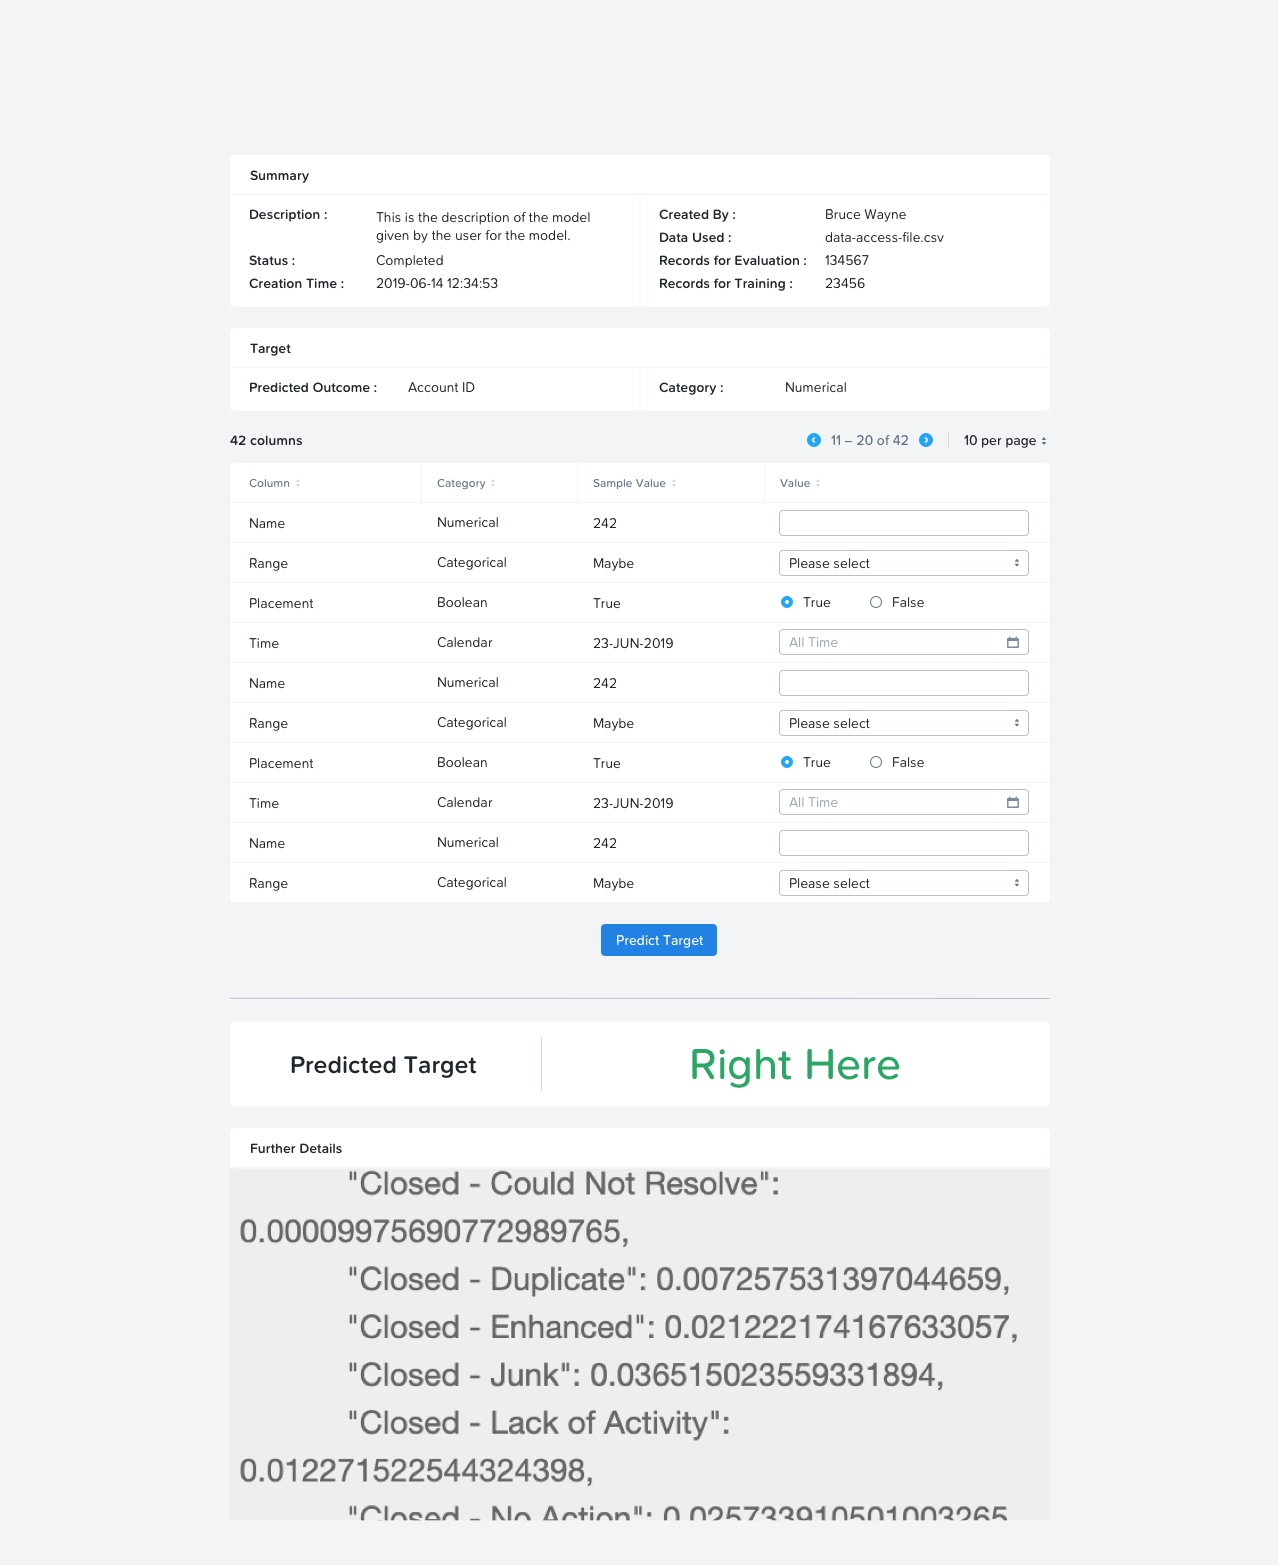 Summary
Description : This is the description of the model
given by the user for the model.
Status : Completed
Creation Time : 2019-06-14 12:34:53
Created By : Bruce Wayne
Data Used : data-access-file.csv
Records for Evaluation : 134567
Records for Training : 23456
Target
Predicted Outcome : Account ID
Category : Numerical
42 columns 11 – 20 of 42 10 per page
Column Category Sample Value Value
Name Numerical 242
Range Categorical Maybe Please select
Placement Boolean True True False
Time Calendar 23-JUN-2019 All Time
Name Numerical 242
Range Categorical Maybe Please select
Placement Boolean True True False
Time Calendar 23-JUN-2019 All Time
Name Numerical 242
Range Categorical Maybe Please select
Predict Target
Predicted Target Right Here
Further Details
"Closed - Could Not Resolve":
0.00009975690772989765,
"Closed - Duplicate": 0.007257531397044659,
"Closed - Enhanced": 0.021222174167633057,
"Closed - Junk": 0.036515023559331894,
"Closed - Lack of Activity":
0.012271522544324398,
"Closed - No Action": 0.025733910501003265